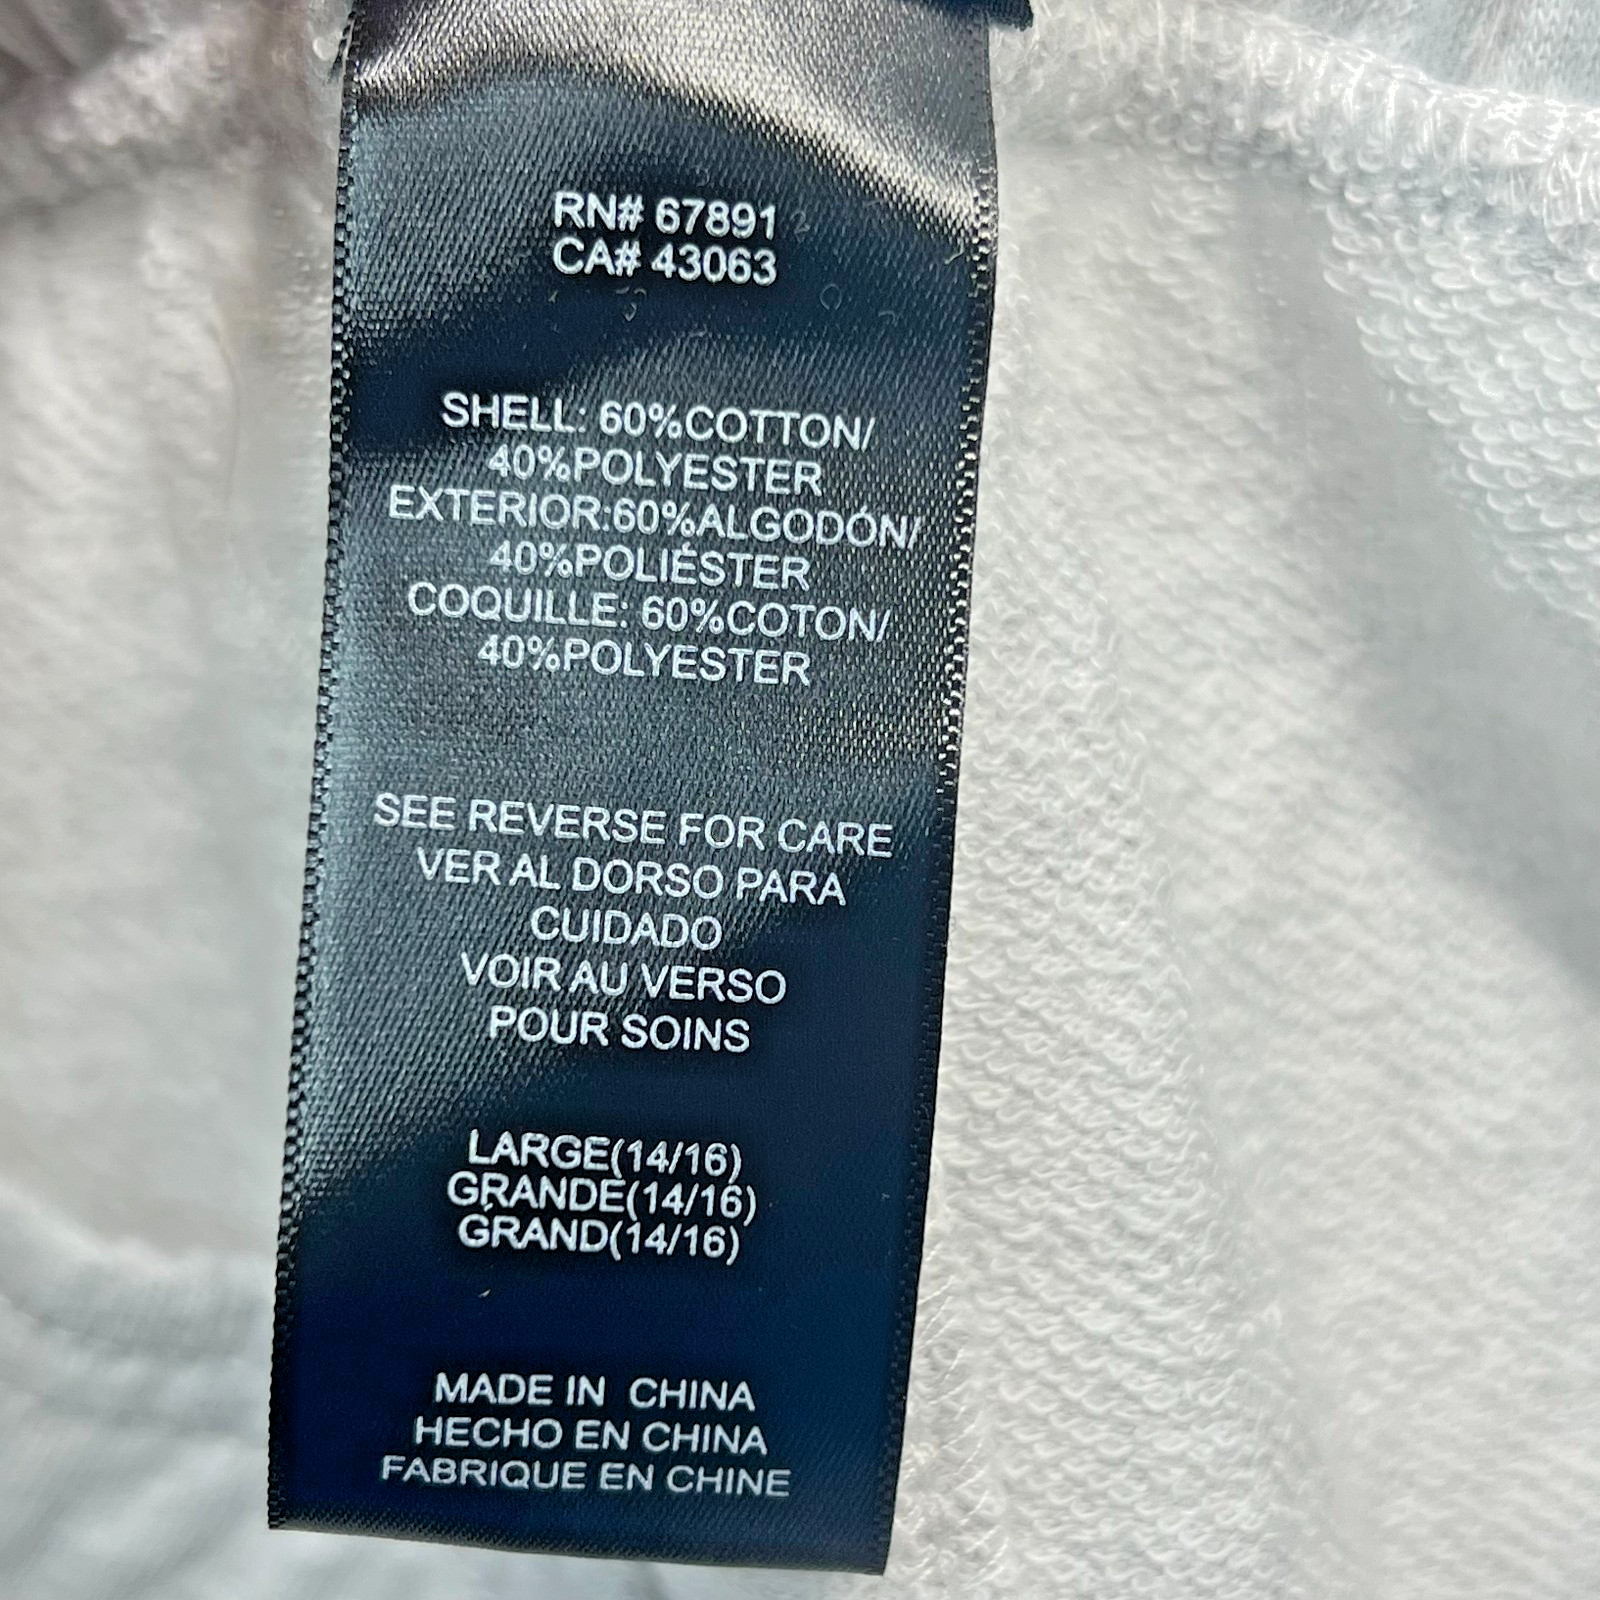 RN# 67891
CA# 43063
SHELL: 60%COTTON/
40%POLYESTER
EXTERIOR:60%ALGODÓN/
40%POLIÉSTER
COQUILLE: 60%COTON/
40%POLYESTER
SEE REVERSE FOR CARE
VER AL DORSO PARA
CUIDADO
VOIR AU VERSO
POUR SOINS
LARGE(14/16)
GRANDE(14/16)
GRAND(14/16)
MADE IN CHINA
HECHO EN CHINA
FABRIQUE EN CHINE